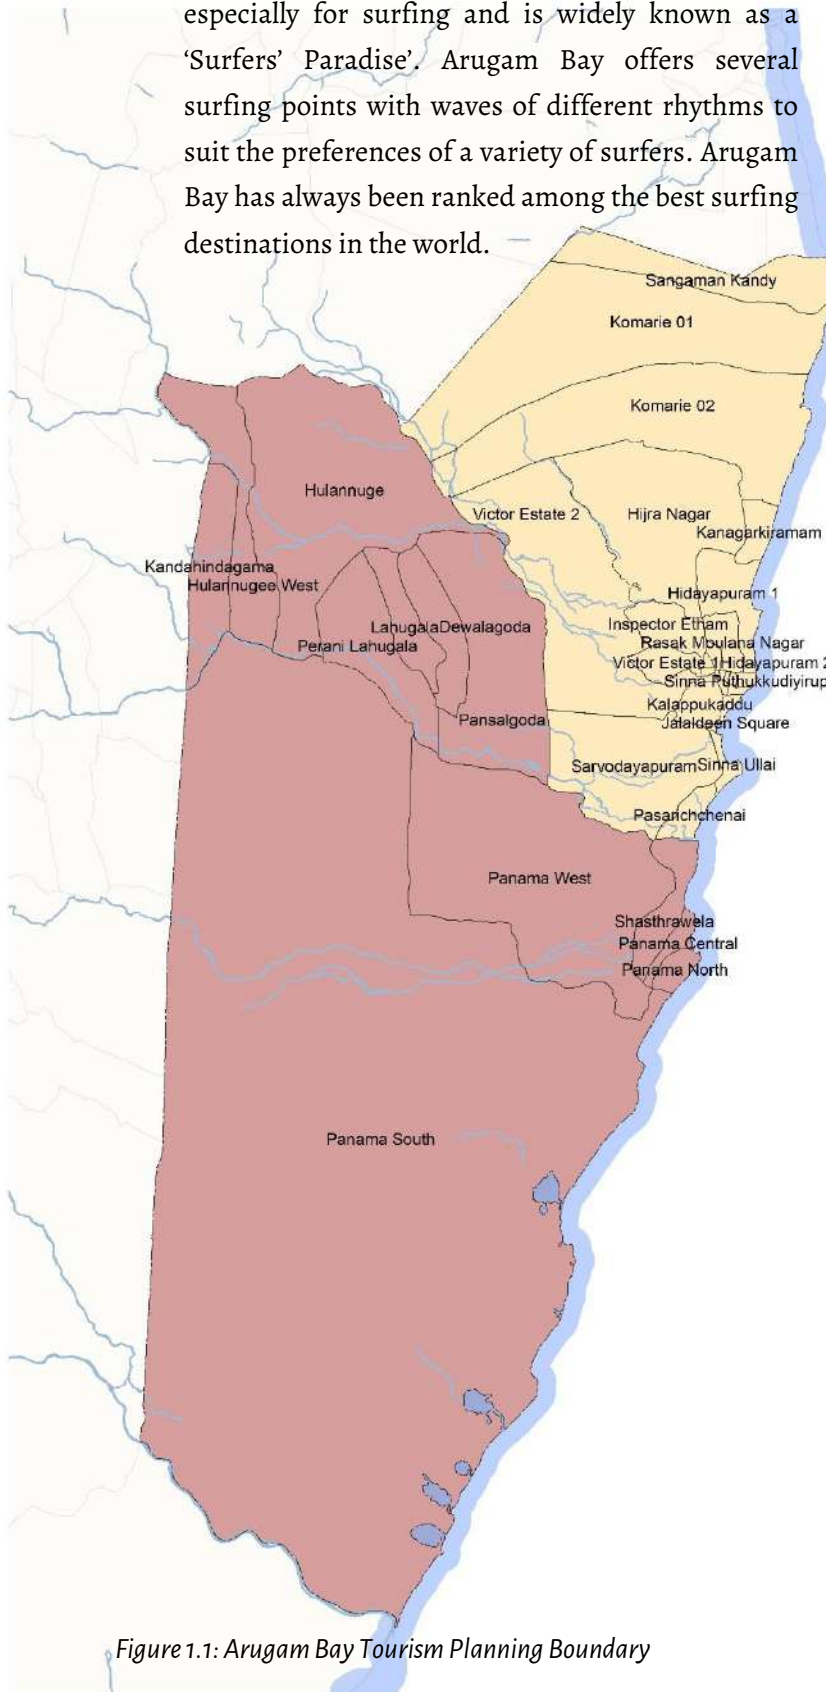 especially for surfing and is widely known as a
‘Surfers’ Paradise’. Arugam Bay offers several
surfing points with waves of different rhythms to
suit the preferences of a variety of surfers. Arugam
Bay has always been ranked among the best surfing
destinations in the world.
Sangaman Kandy
Komarie 01
Komarie 02
Hulannuge
Victor Estate 2
Hijra Nagar
Kanagarkiramam
Kandahindagama
Hulannugee West
Hidayapuram 1
Inspector Etham
Lahugala
Dewalagoda
Rasak Moulana Nagar
Perani Lahugala
Victor Estate 1
Hidayapuram 2
Sinna Puthukkudiyirup
Kalappukaddu
Pansalgoda
Jalaldeen Square
Sarvodayapuram
Sinna Ullai
Pasarichchenai
Panama West
Shasthrawela
Panama Central
Panama North
Panama South
Figure 1.1: Arugam Bay Tourism Planning Boundary